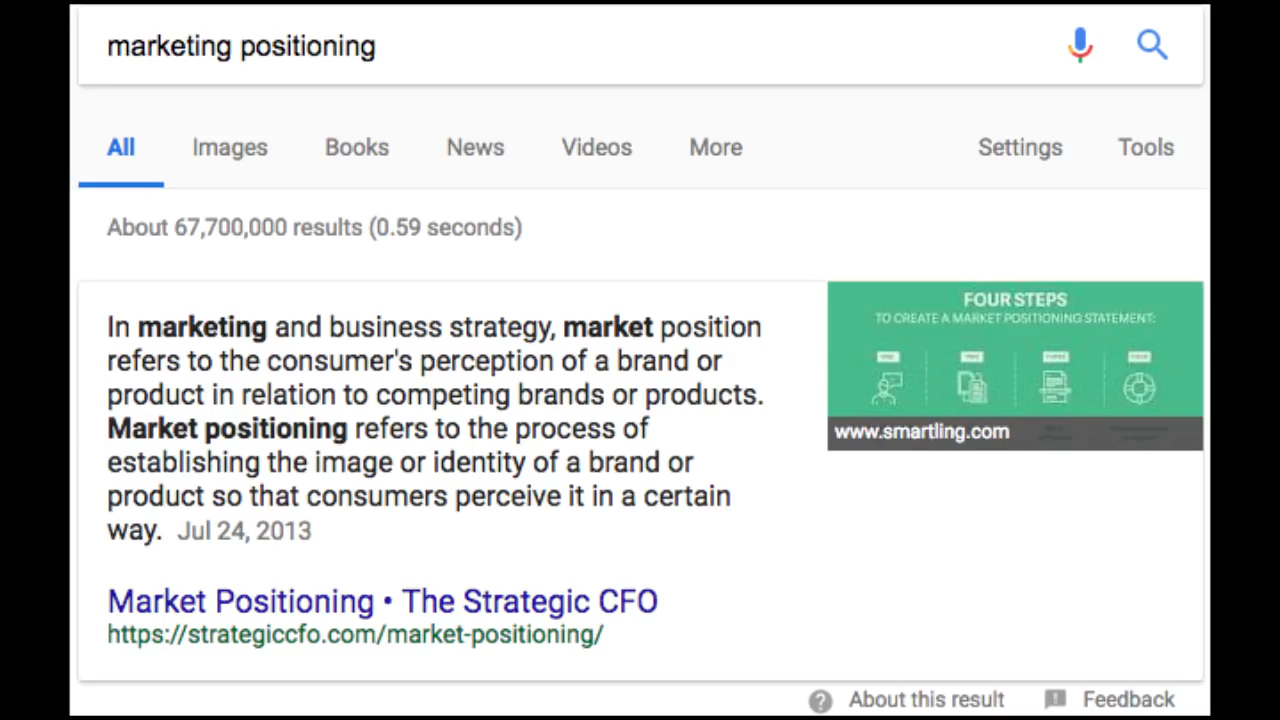 marketing positioning
All Images Books News Videos More Settings Tools
About 67,700,000 results (0.59 seconds)
In marketing and business strategy, market position
refers to the consumer's perception of a brand or
product in relation to competing brands or products.
Market positioning refers to the process of
establishing the image or identity of a brand or
product so that consumers perceive it in a certain
way. Jul 24, 2013
FOUR STEPS
TO CREATE A MARKET POSITIONING STATEMENT:
www.smartling.com
Market Positioning • The Strategic CFO
https://strategiccfo.com/market-positioning/
About this result Feedback